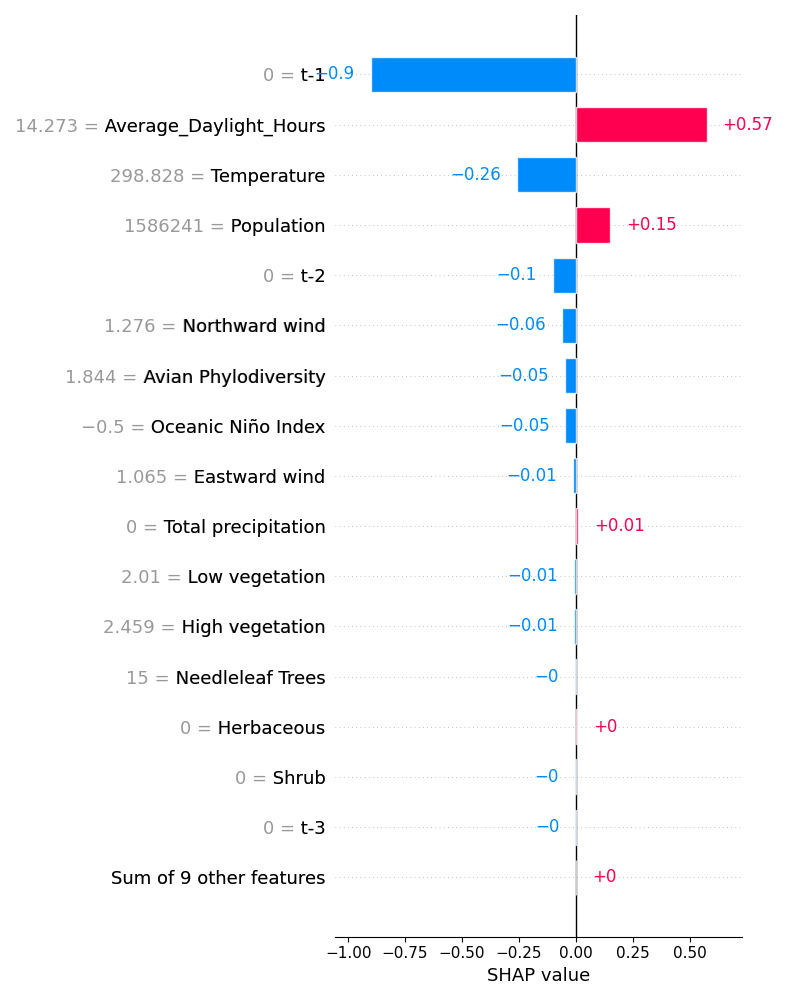 0 = t-1 −0.9
14.273 = Average_Daylight_Hours +0.57
298.828 = Temperature −0.26
1586241 = Population +0.15
0 = t-2 −0.1
1.276 = Northward wind −0.06
1.844 = Avian Phylodiversity −0.05
−0.5 = Oceanic Niño Index −0.05
1.065 = Eastward wind −0.01
0 = Total precipitation +0.01
2.01 = Low vegetation −0.01
2.459 = High vegetation −0.01
15 = Needleleaf Trees −0
0 = Herbaceous +0
0 = Shrub −0
0 = t-3 −0
Sum of 9 other features +0
−1.00 −0.75 −0.50 −0.25 0.00 0.25 0.50
SHAP value